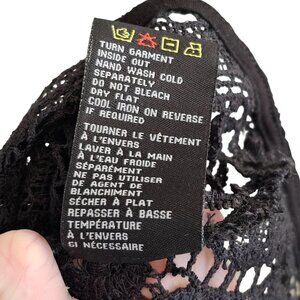 TURN GARMENT
INSIDE OUT
HAND WASH COLD
SEPARATELY
DO NOT BLEACH
DRY FLAT
COOL IRON ON REVERSE
IF REQUIRED
TOURNER LE VÊTEMENT
À L'ENVERS
LAVER À LA MAIN
À L'EAU FROIDE
SÉPARÉMENT
NE PAS UTILISER
DE AGENT DE
BLANCHIMENT
SÉCHER À PLAT
REPASSER À BASSE
TEMPÉRATURE
À L'ENVERS
SI NÉCESSAIRE